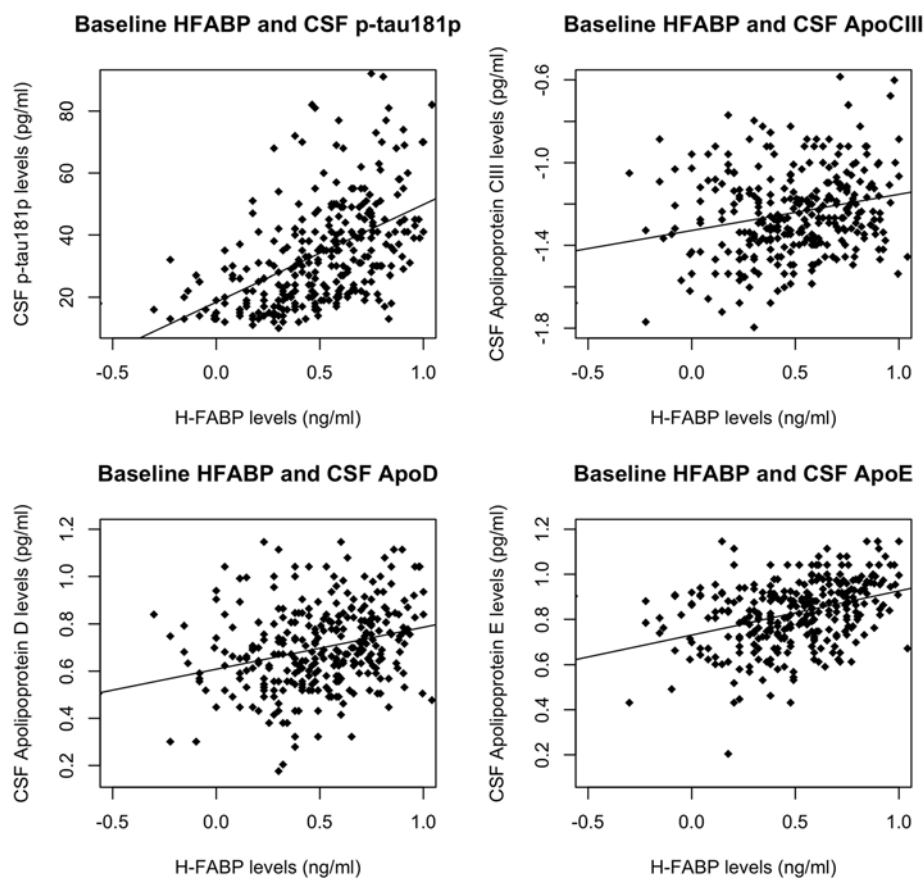 Baseline HFABP and CSF p-tau181p
CSF p-tau181p levels (pg/ml)
80
60
40
20
-0.5 0.0 0.5 1.0
H-FABP levels (ng/ml)
Baseline HFABP and CSF ApoCIII
CSF Apolipoprotein CIII levels (pg/ml)
-0.6
-1.0
-1.4
-1.8
-0.5 0.0 0.5 1.0
H-FABP levels (ng/ml)
Baseline HFABP and CSF ApoD
CSF Apolipoprotein D levels (pg/ml)
1.2
1.0
0.8
0.6
0.4
0.2
-0.5 0.0 0.5 1.0
H-FABP levels (ng/ml)
Baseline HFABP and CSF ApoE
CSF Apolipoprotein E levels (pg/ml)
1.2
1.0
0.8
0.6
0.4
0.2
-0.5 0.0 0.5 1.0
H-FABP levels (ng/ml)